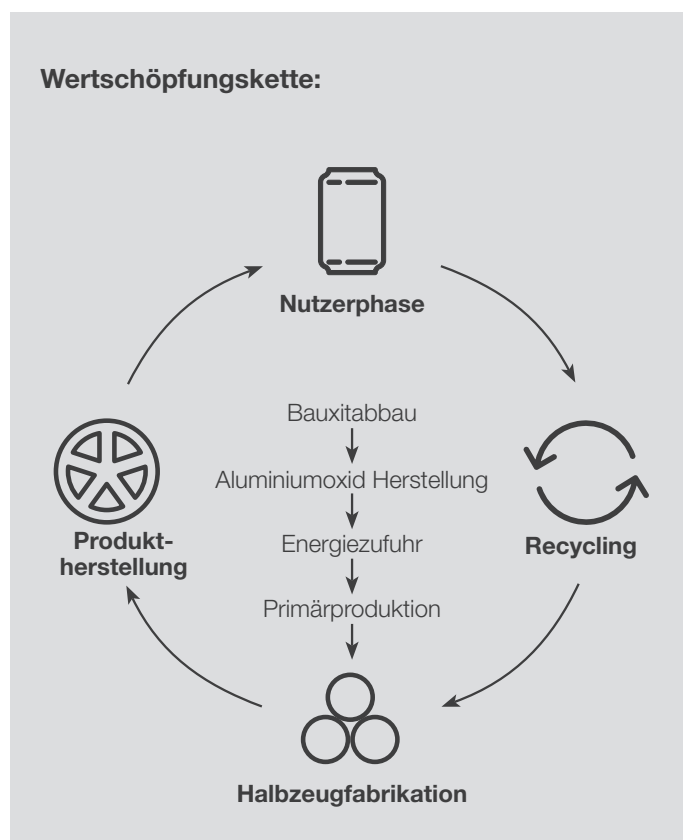 Wertschöpfungskette:
Nutzerphase
Bauxitabbau
Aluminiumoxid Herstellung
Energiezufuhr
Primärproduktion
Produkt-
herstellung
Recycling
Halbzeugfabrikation